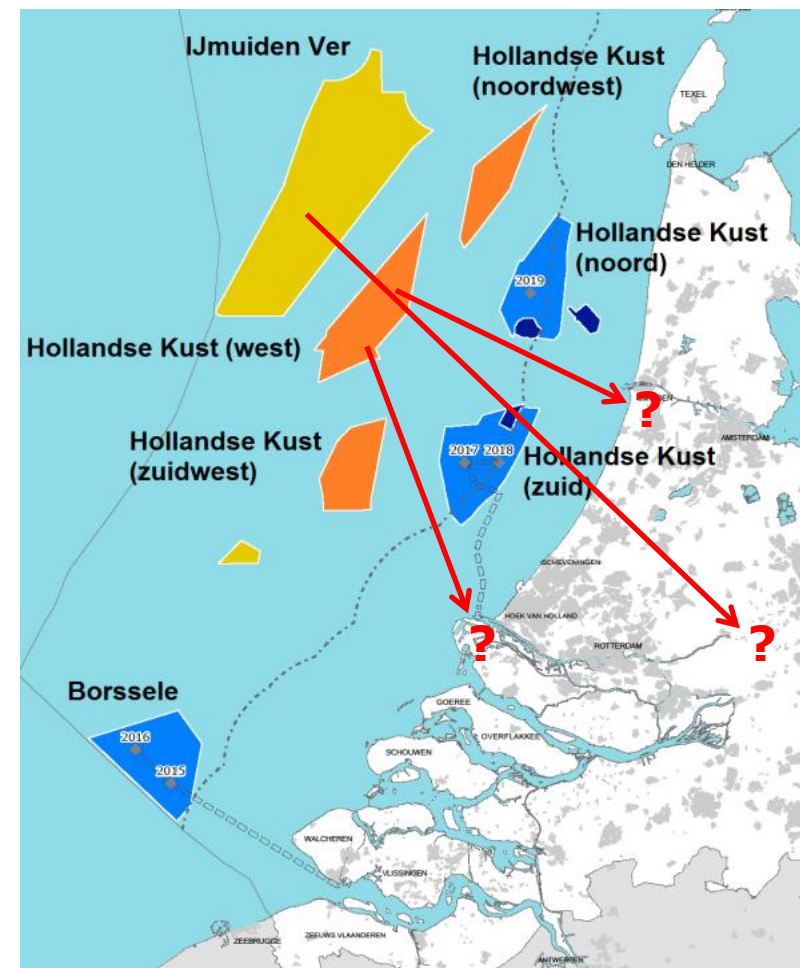 IJmuiden Ver
Hollandse Kust
(noordwest)
TEXEL
DEN HELDER
Hollandse Kust
(noord)
2019
Hollandse Kust (west)
?
AMSTERDAM
Hollandse Kust
(zuidwest)
2017
2018
Hollandse Kust
(zuid)
SCHEVENINGEN
HOEK VAN HOLLAND
?
ROTTERDAM
?
Borssele
2016
2015
GOEREE
OVERFLAKKEE
SCHOUWEN
WALCHEREN
VLISSINGEN
ZEEBRUGGE
ZEEUWS VLAANDEREN
ANTWERPEN